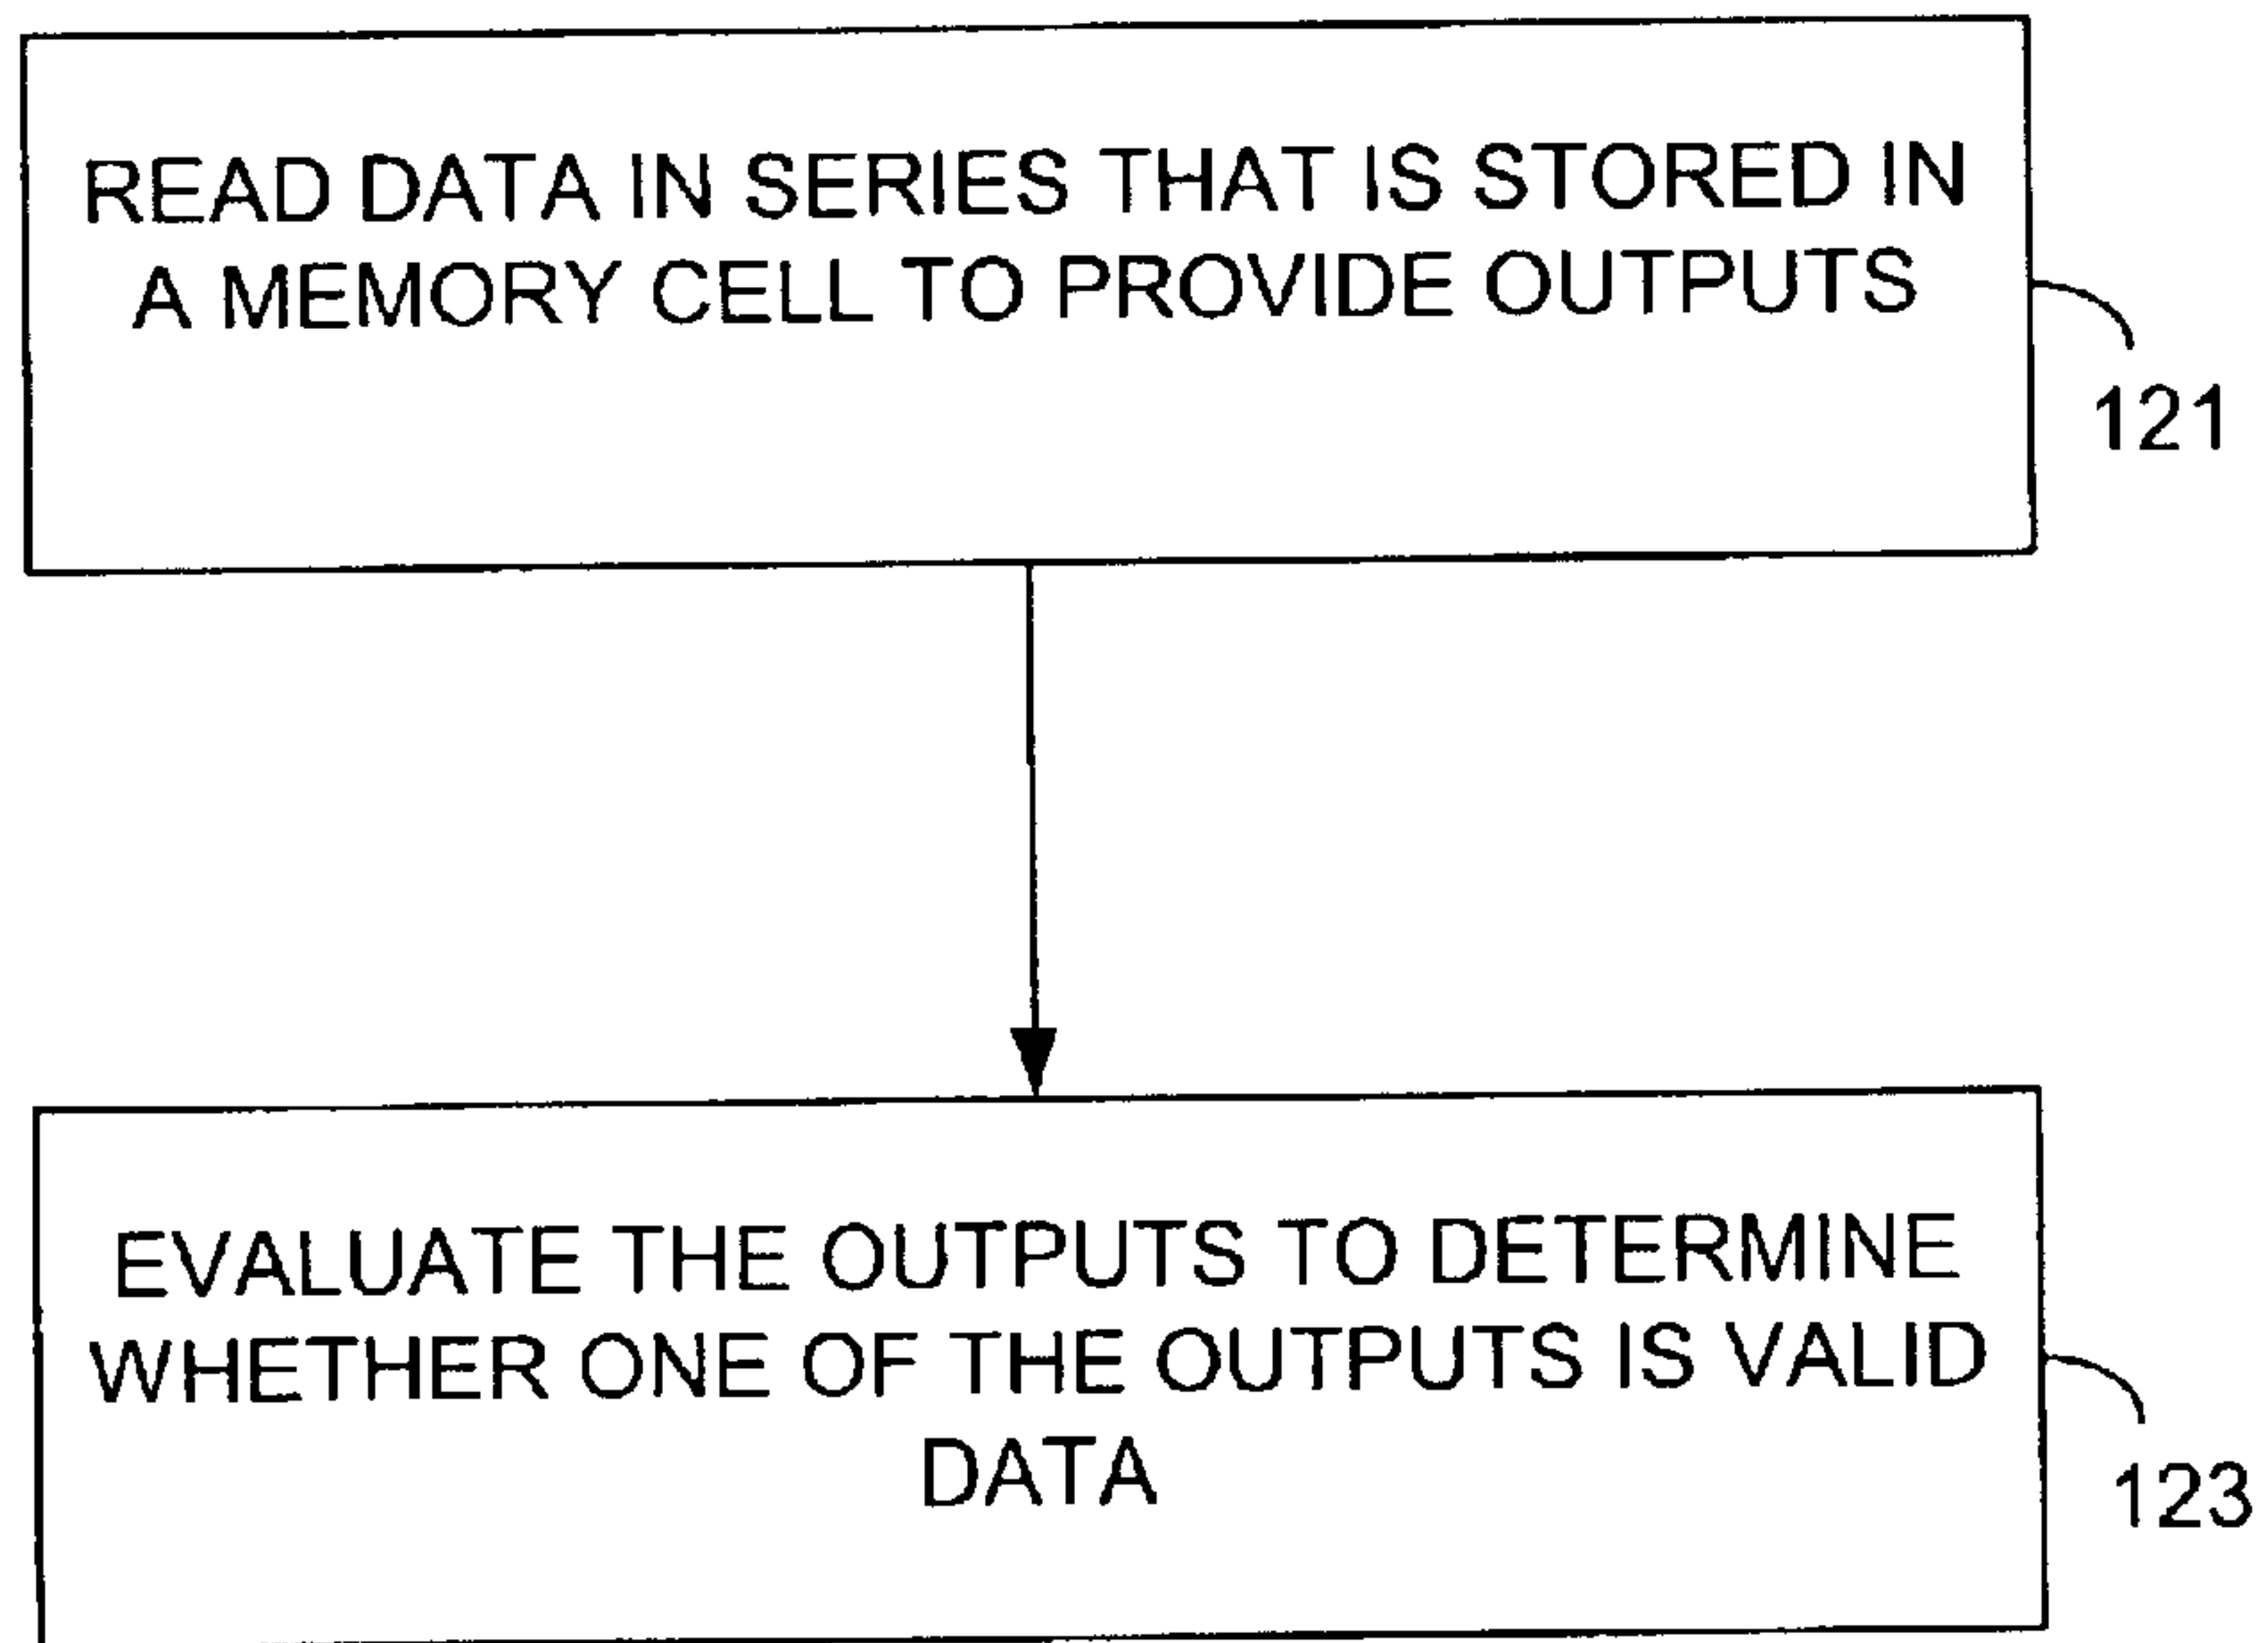 READ DATA IN SERIES THAT IS STORED IN
A MEMORY CELL TO PROVIDE OUTPUTS
121
EVALUATE THE OUTPUTS TO DETERMINE
WHETHER ONE OF THE OUTPUTS IS VALID
DATA
123